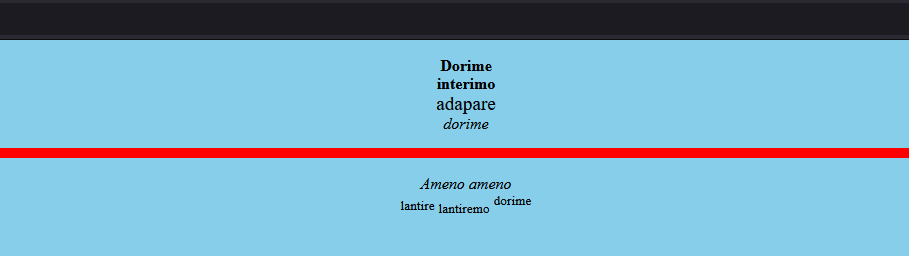 Dorime
interimo
adapare
dorime
Ameno ameno
lantire lantiremo dorime